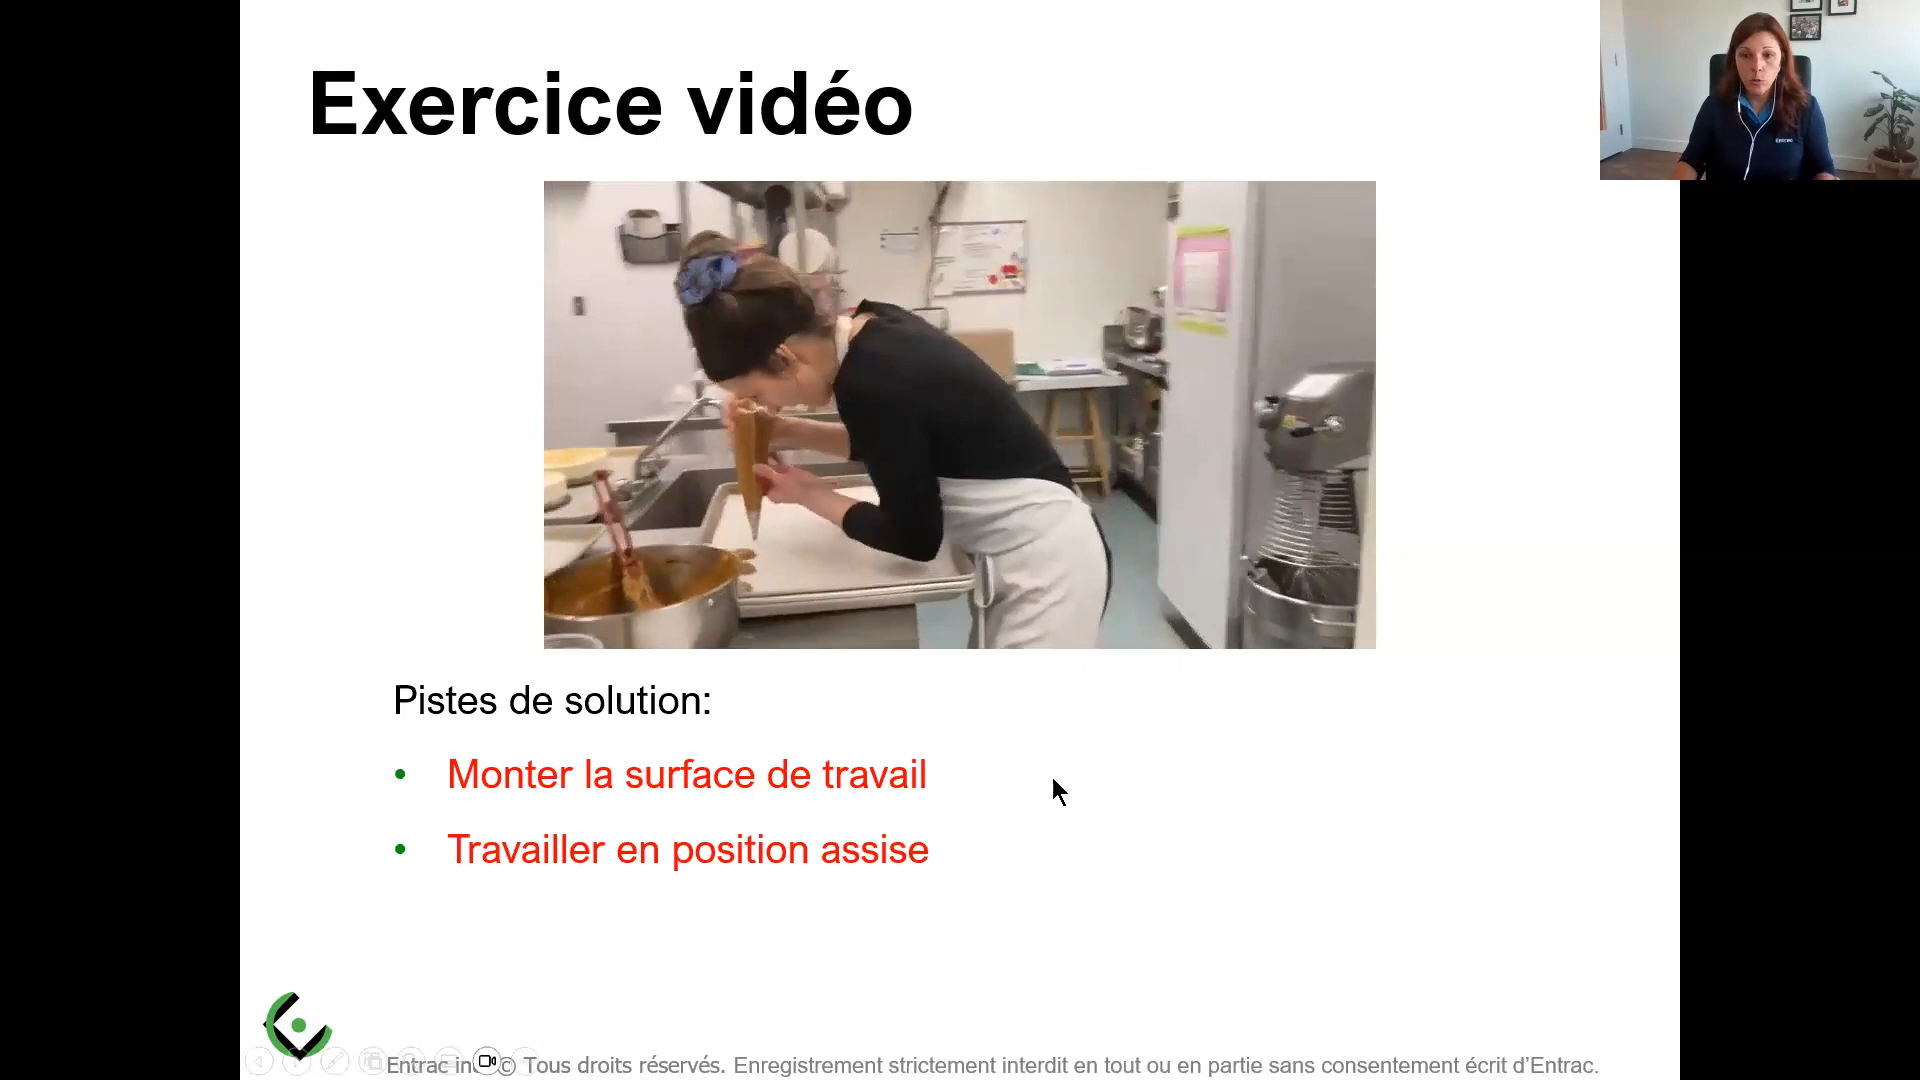 Exercice vidéo
Pistes de solution:
• Monter la surface de travail
• Travailler en position assise
Entrac inc © Tous droits réservés. Enregistrement strictement interdit en tout ou en partie sans consentement écrit d'Entrac.